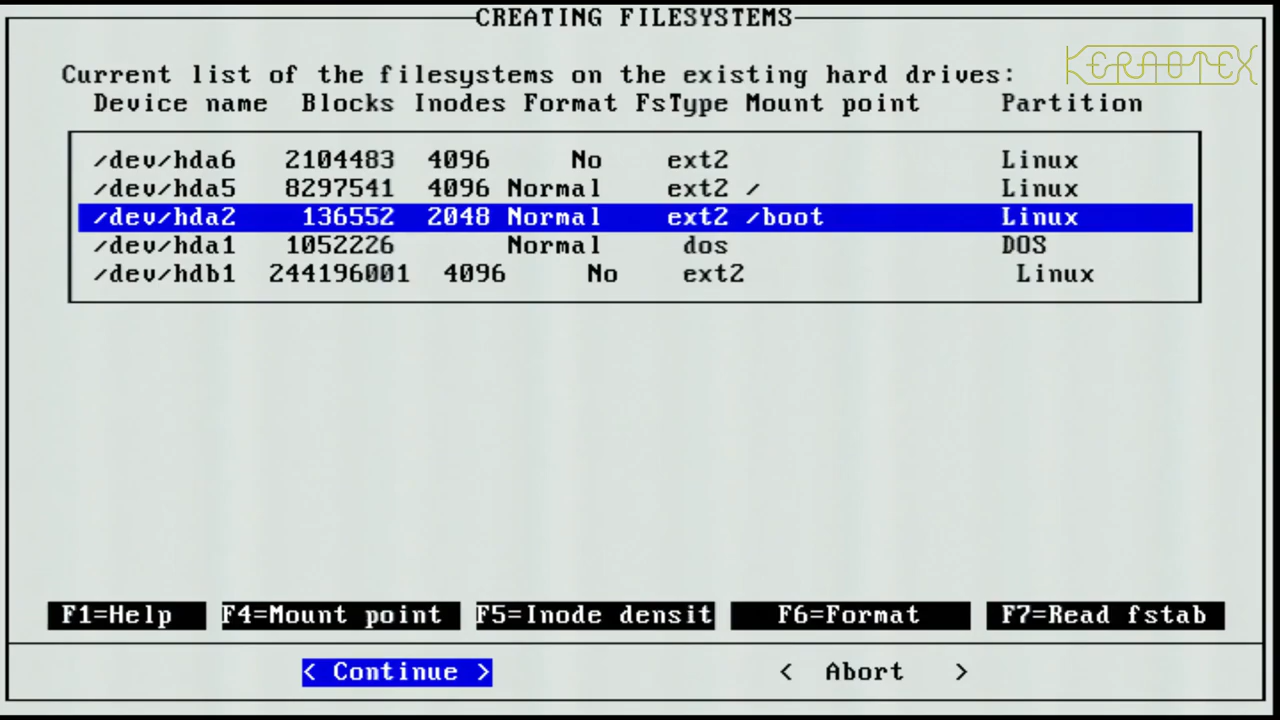 CREATING FILESYSTEMS
KERAOTEX
Current list of the filesystems on the existing hard drives:
Device name Blocks Inodes Format FsType Mount point Partition
/dev/hda6 2104483 4096 No ext2 Linux
/dev/hda5 8297541 4096 Normal ext2 / Linux
/dev/hda2 136552 2048 Normal ext2 /boot Linux
/dev/hda1 1052226 Normal dos DOS
/dev/hdb1 244196001 4096 No ext2 Linux
F1=Help F4=Mount point F5=Inode densit F6=Format F7=Read fstab
< Continue > < Abort >